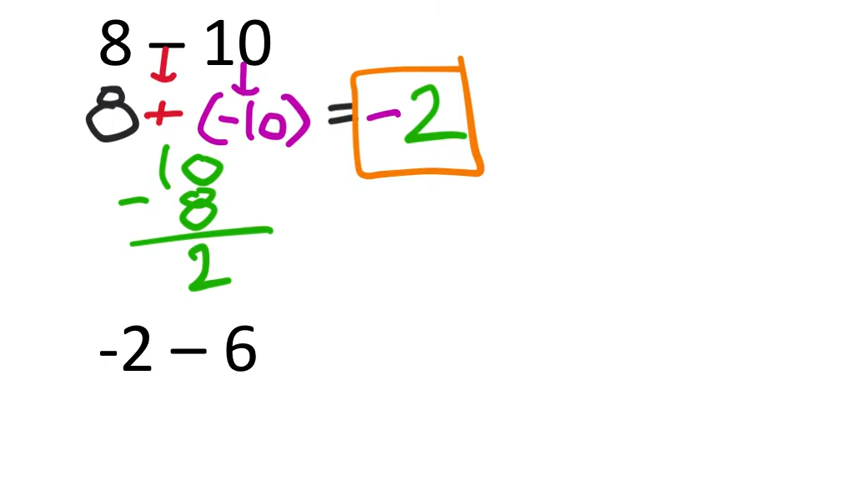 8 – 10
8 + (-10) = -2
10
- 8
2
-2 – 6